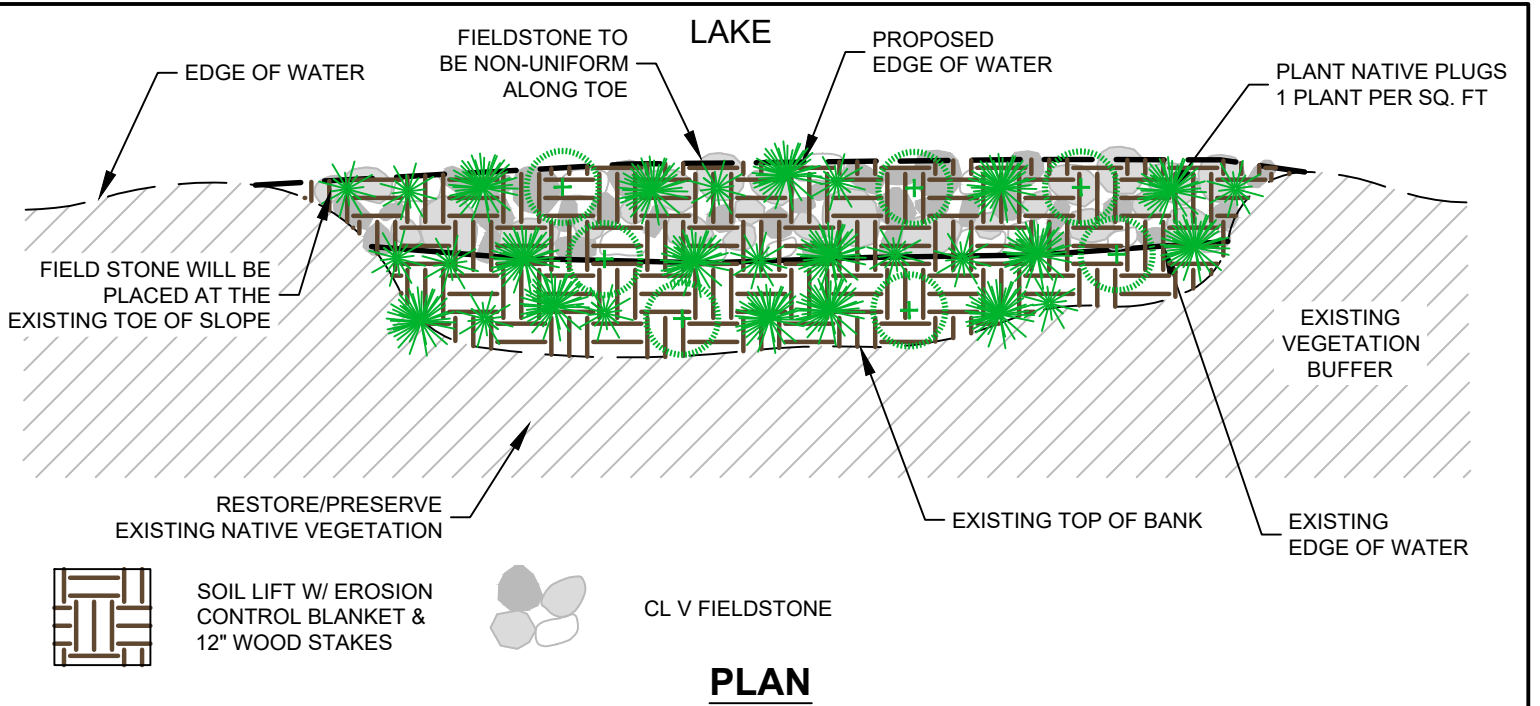 LAKE
EDGE OF WATER
FIELDSTONE TO
BE NON-UNIFORM
ALONG TOE
PROPOSED
EDGE OF WATER
PLANT NATIVE PLUGS
1 PLANT PER SQ. FT
FIELD STONE WILL BE
PLACED AT THE
EXISTING TOE OF SLOPE
EXISTING
VEGETATION
BUFFER
RESTORE/PRESERVE
EXISTING NATIVE VEGETATION
EXISTING TOP OF BANK
EXISTING
EDGE OF WATER
SOIL LIFT W/ EROSION
CONTROL BLANKET &
12" WOOD STAKES
CL V FIELDSTONE
PLAN